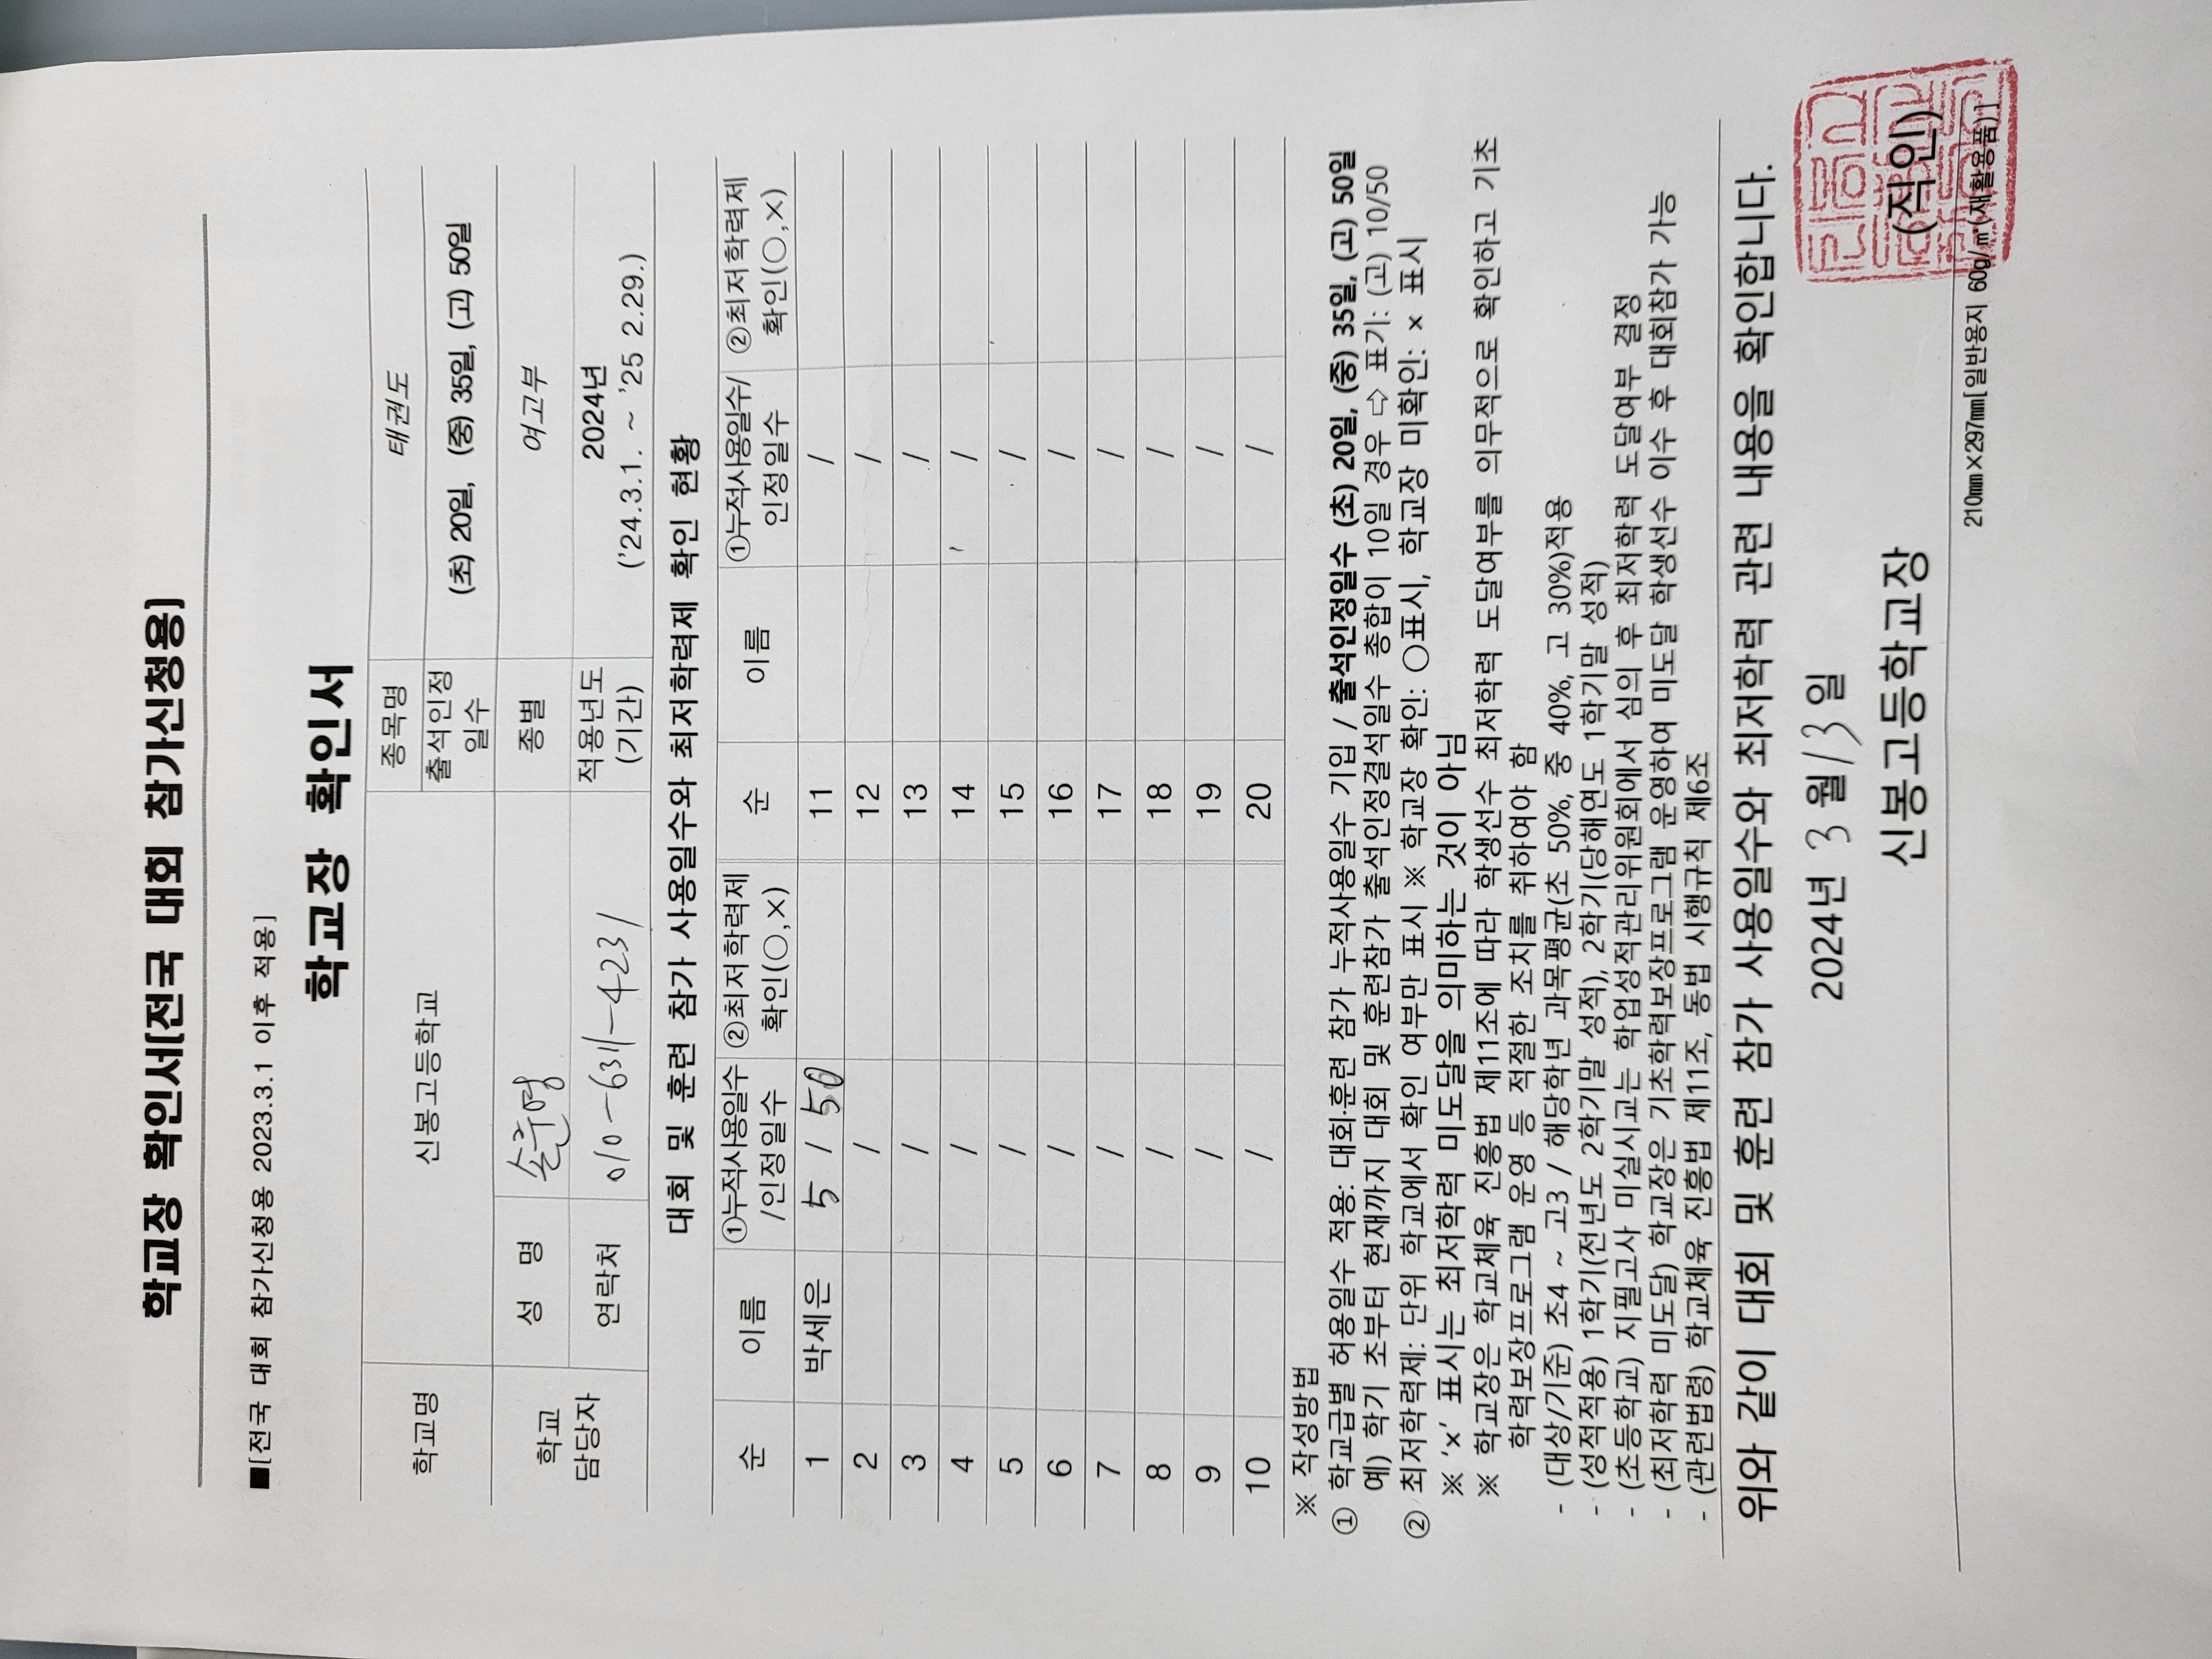 학교장 확인서[전국 대회 참가신청용]
■[전국 대회 참가신청용 2023.3.1 이후 적용]
학교장 확인서
학교명 신봉고등학교 종목명 태권도
출석인정일수 (초) 20일, (중) 35일, (고) 50일
학교 담당자 성 명 종별 여고부
연락처 010-6311-4231 적용년도(기간) 2024년 ('24.3.1. ~ '25 2.29.)
대회 및 훈련 참가 사용일수와 최저학력제 확인 현황
순 이름 ①누적사용일수/인정일수 ②최저학력제 확인(○,×) 순 이름 ①누적사용일수/인정일수 ②최저학력제 확인(○,×)
1 박세은 5 / 50 11 /
2 / 12 /
3 / 13 /
4 / 14 /
5 / 15 /
6 / 16 /
7 / 17 /
8 / 18 /
9 / 19 /
10 / 20 /
※ 작성방법
① 학교급별 허용일수 적용: 대회·훈련 참가 누적사용일수 기입 / 출석인정일수 (초) 20일, (중) 35일, (고) 50일
예) 학기 초부터 현재까지 대회 및 훈련참가 출석인정결석일수 총합이 10일 경우 ⇨ 표기: (고) 10/50
② 최저학력제: 단위 학교에서 확인 여부만 표시 ※ 학교장 확인: ○표시, 학교장 미확인: × 표시
※ ‘×’ 표시는 최저학력 미도달을 의미하는 것이 아님
※ 학교장은 학교체육 진흥법 제11조에 따라 학생선수 최저학력 도달여부를 의무적으로 확인하고 기초
학력보장프로그램 운영 등 적절한 조치를 취하여야 함
- (대상/기준) 초4 ~ 고3 / 해당학년 과목평균(초 50%, 중 40%, 고 30%)적용
- (성적적용) 1학기(전년도 2학기말 성적), 2학기(당해연도 1학기말 성적)
- (초등학교) 지필고사 미실시교는 학업성적관리위원회에서 심의 후 최저학력 도달여부 결정
- (최저학력 미도달) 학교장은 기초학력보장프로그램 운영하여 미도달 학생선수 이수 후 대회참가 가능
- (관련법령) 학교체육 진흥법 제11조, 동법 시행규칙 제6조
위와 같이 대회 및 훈련 참가 사용일수와 최저학력 관련 내용을 확인합니다.
2024년 3월 13일
신봉고등학교장 (직인)
210㎜×297㎜[일반용지 60g/㎡(재활용품)]